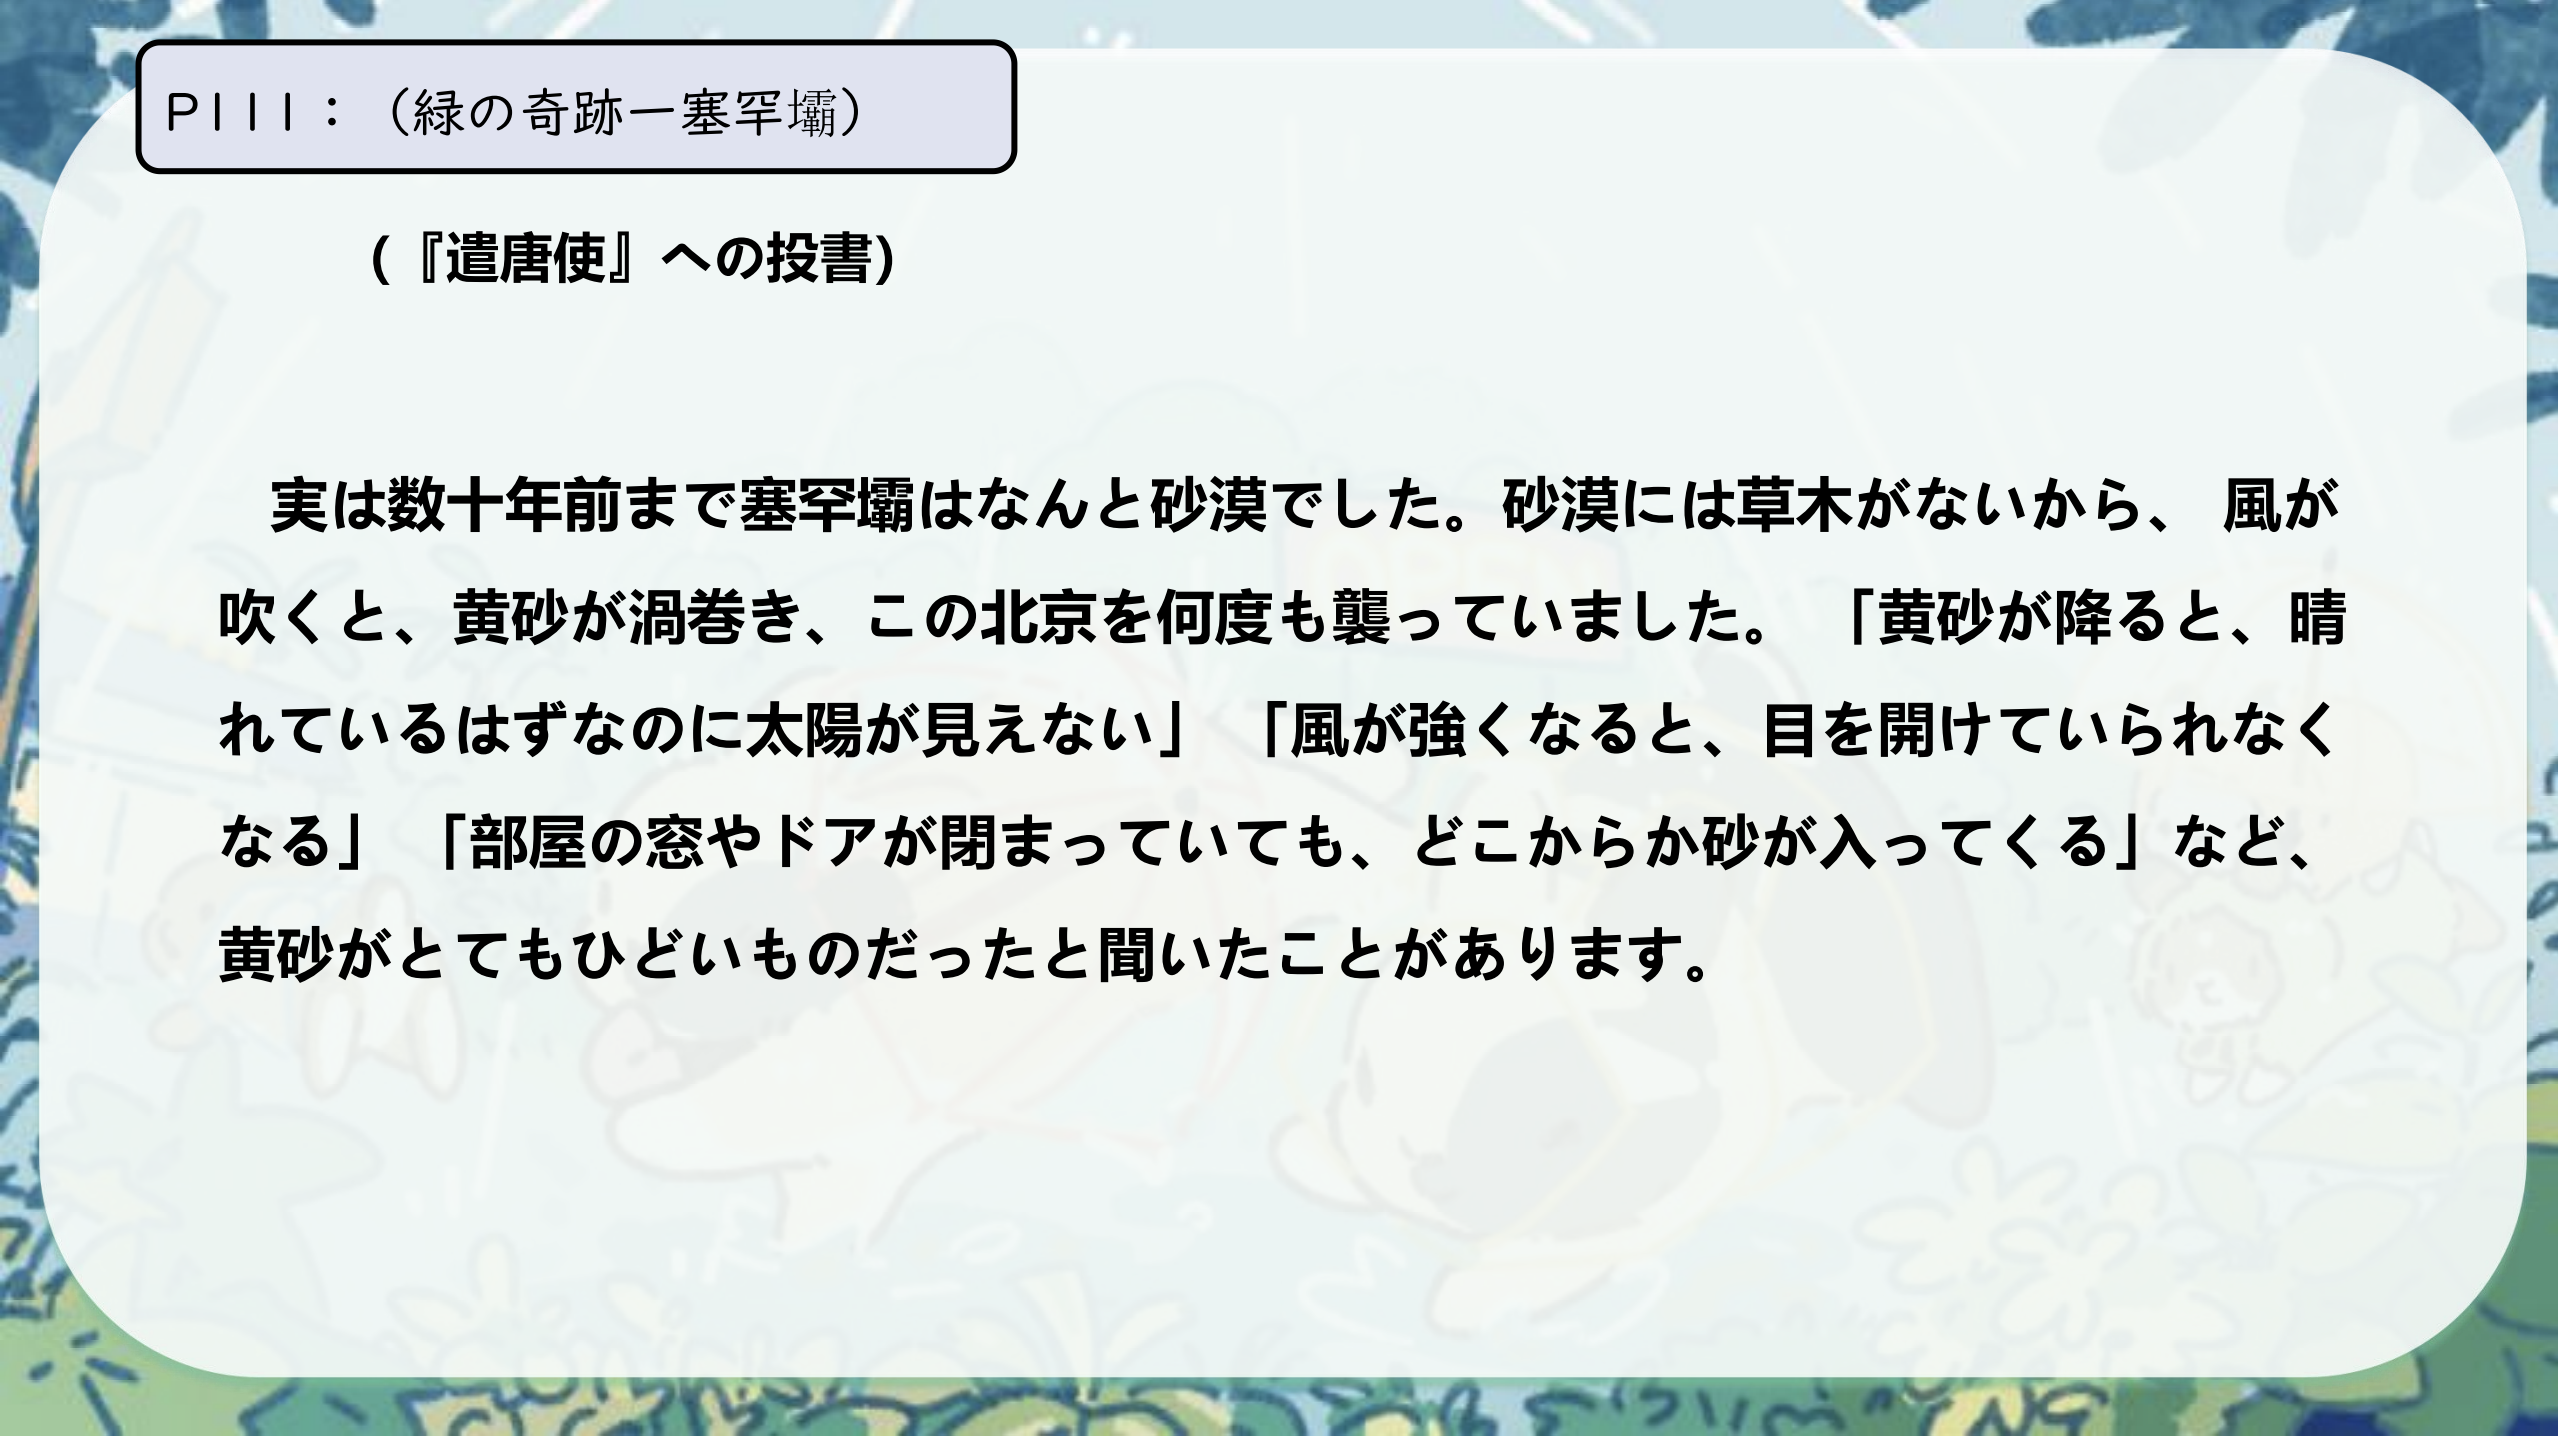 P111：（緑の奇跡ー塞罕壩）
(『遣唐使』への投書)
実は数十年前まで塞罕壩はなんと砂漠でした。砂漠には草木がないから、 風が
吹くと、黄砂が渦巻き、この北京を何度も襲っていました。 「黄砂が降ると、晴
れているはずなのに太陽が見えない」 「風が強くなると、目を開けていられなく
なる」 「部屋の窓やドアが閉まっていても、どこからか砂が入ってくる」など、
黄砂がとてもひどいものだったと聞いたことがあります。